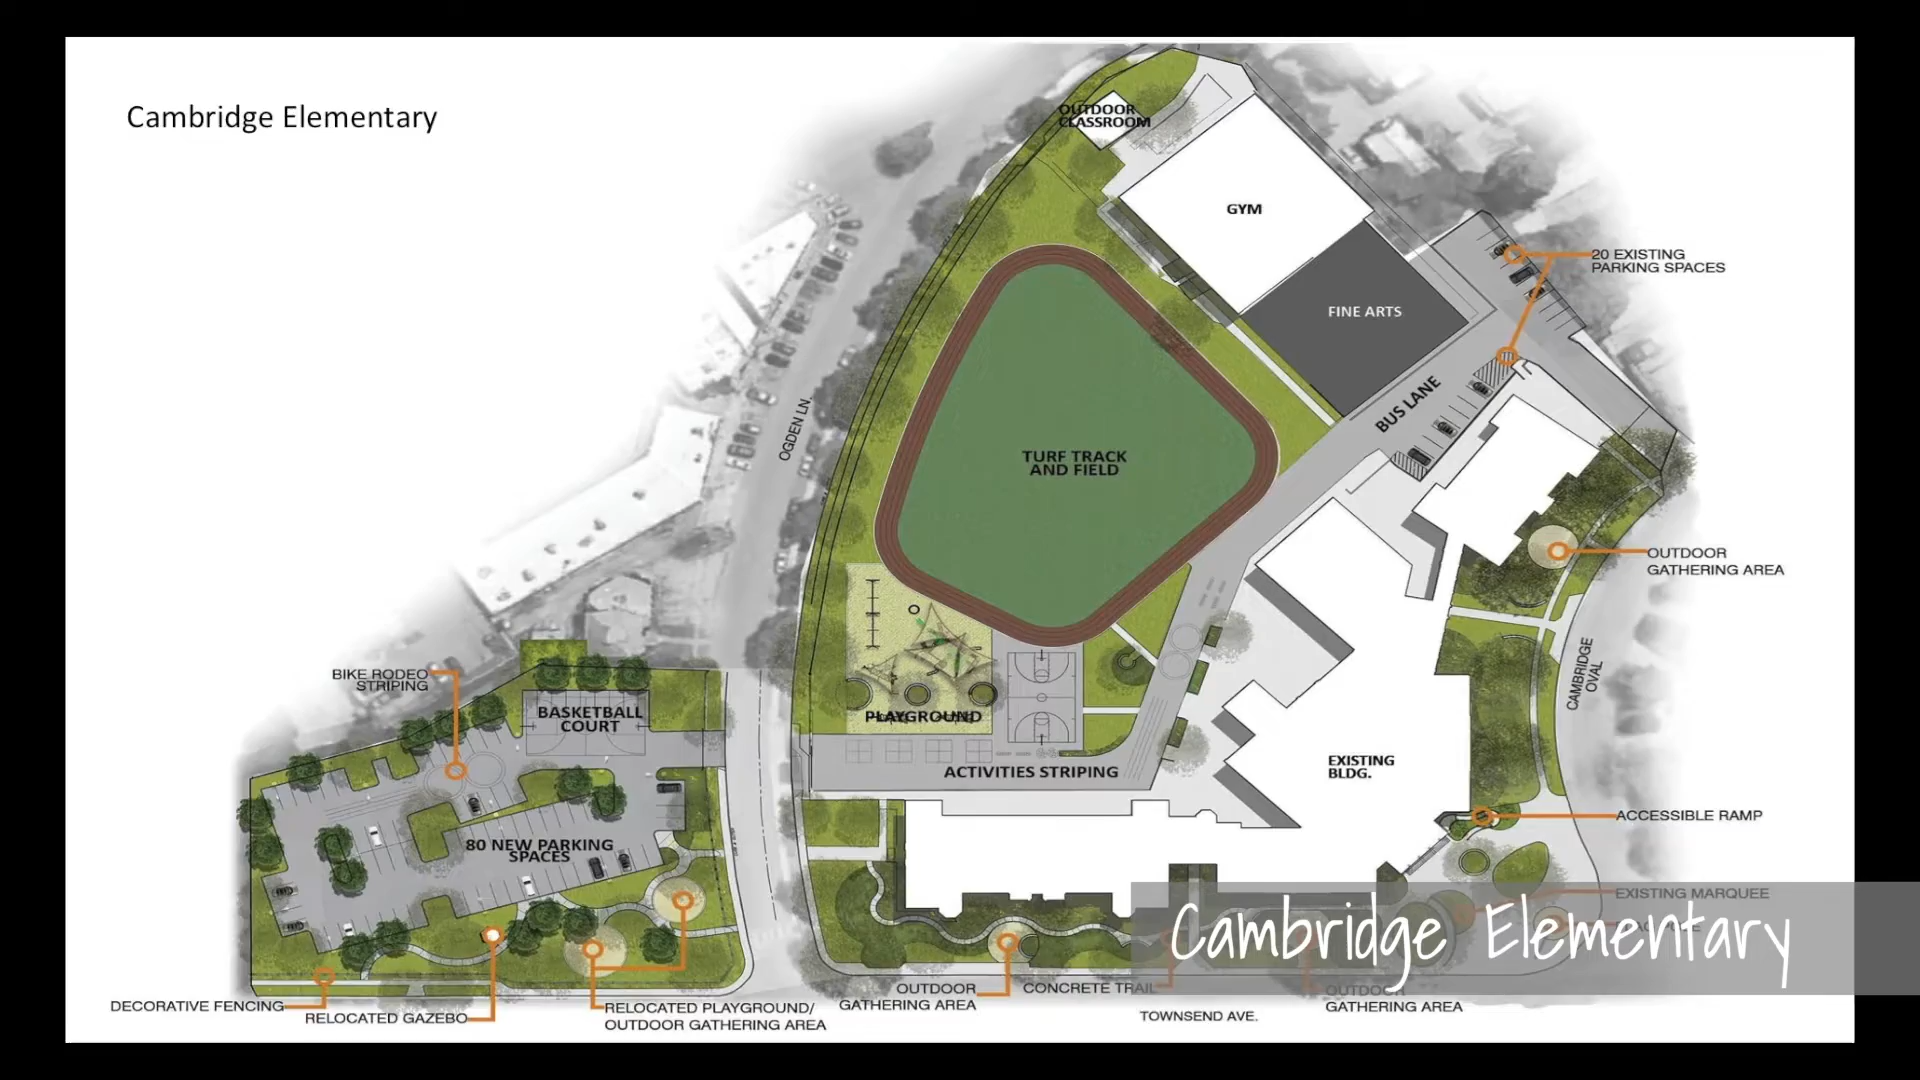 Cambridge Elementary
OUTDOOR
CLASSROOM
GYM
20 EXISTING
PARKING SPACES
FINE ARTS
BUS LANE
OGDEN LN.
TURF TRACK
AND FIELD
OUTDOOR
GATHERING AREA
CAMBRIDGE
OVAL
BIKE RODEO
STRIPING
BASKETBALL
COURT
PLAYGROUND
ACTIVITIES STRIPING
EXISTING
BLDG.
80 NEW PARKING
SPACES
ACCESSIBLE RAMP
EXISTING MARQUEE
Cambridge Elementary
DECORATIVE FENCING
RELOCATED GAZEBO
RELOCATED PLAYGROUND/
OUTDOOR GATHERING AREA
OUTDOOR
GATHERING AREA
CONCRETE TRAIL
OUTDOOR
GATHERING AREA
TOWNSEND AVE.